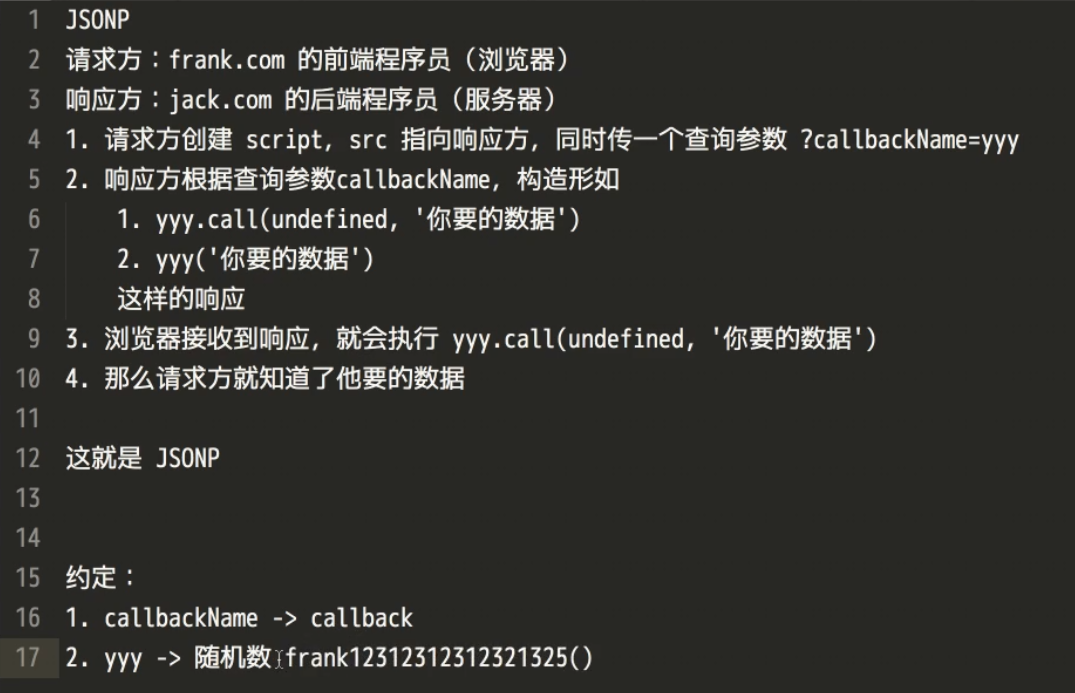 1 JSONP
2 请求方：frank.com 的前端程序员（浏览器）
3 响应方：jack.com 的后端程序员（服务器）
4 1. 请求方创建 script，src 指向响应方，同时传一个查询参数 ?callbackName=yyy
5 2. 响应方根据查询参数callbackName，构造形如
6 1. yyy.call(undefined, '你要的数据')
7 2. yyy('你要的数据')
8 这样的响应
9 3. 浏览器接收到响应，就会执行 yyy.call(undefined, '你要的数据')
10 4. 那么请求方就知道了他要的数据
11
12 这就是 JSONP
13
14
15 约定：
16 1. callbackName -> callback
17 2. yyy -> 随机数 frank12312312312321325()